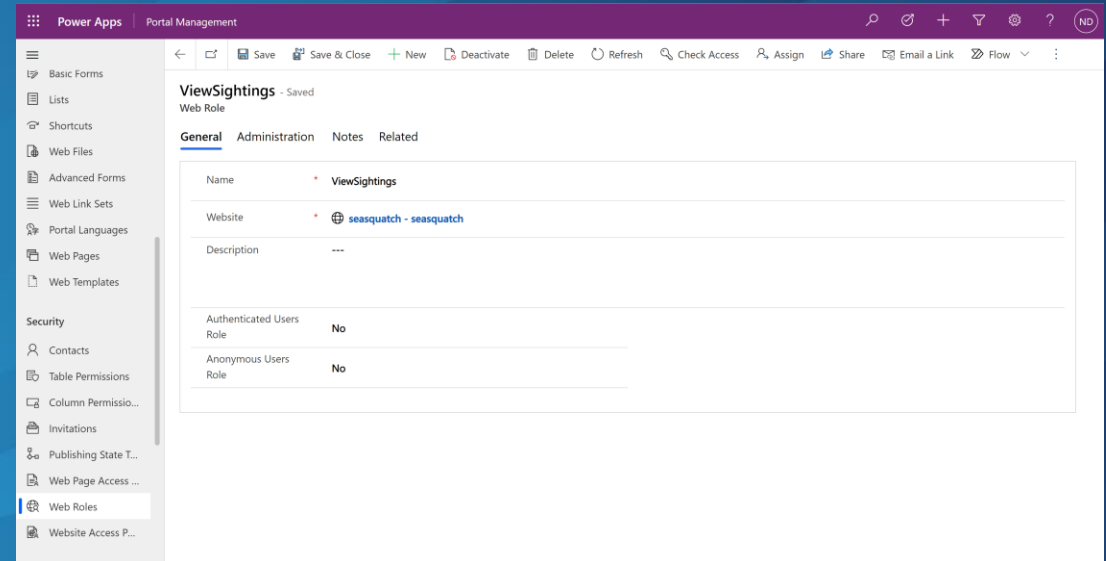 Power Apps Portal Management ? ND
Save Save & Close New Deactivate Delete Refresh Check Access Assign Share Email a Link Flow
Basic Forms
Lists
Shortcuts
Web Files
Advanced Forms
Web Link Sets
Portal Languages
Web Pages
Web Templates
Security
Contacts
Table Permissions
Column Permissio...
Invitations
Publishing State T...
Web Page Access ...
Web Roles
Website Access P...
ViewSightings - Saved
Web Role
General Administration Notes Related
Name * ViewSightings
Website * seasquatch - seasquatch
Description ---
Authenticated Users
Role No
Anonymous Users
Role No